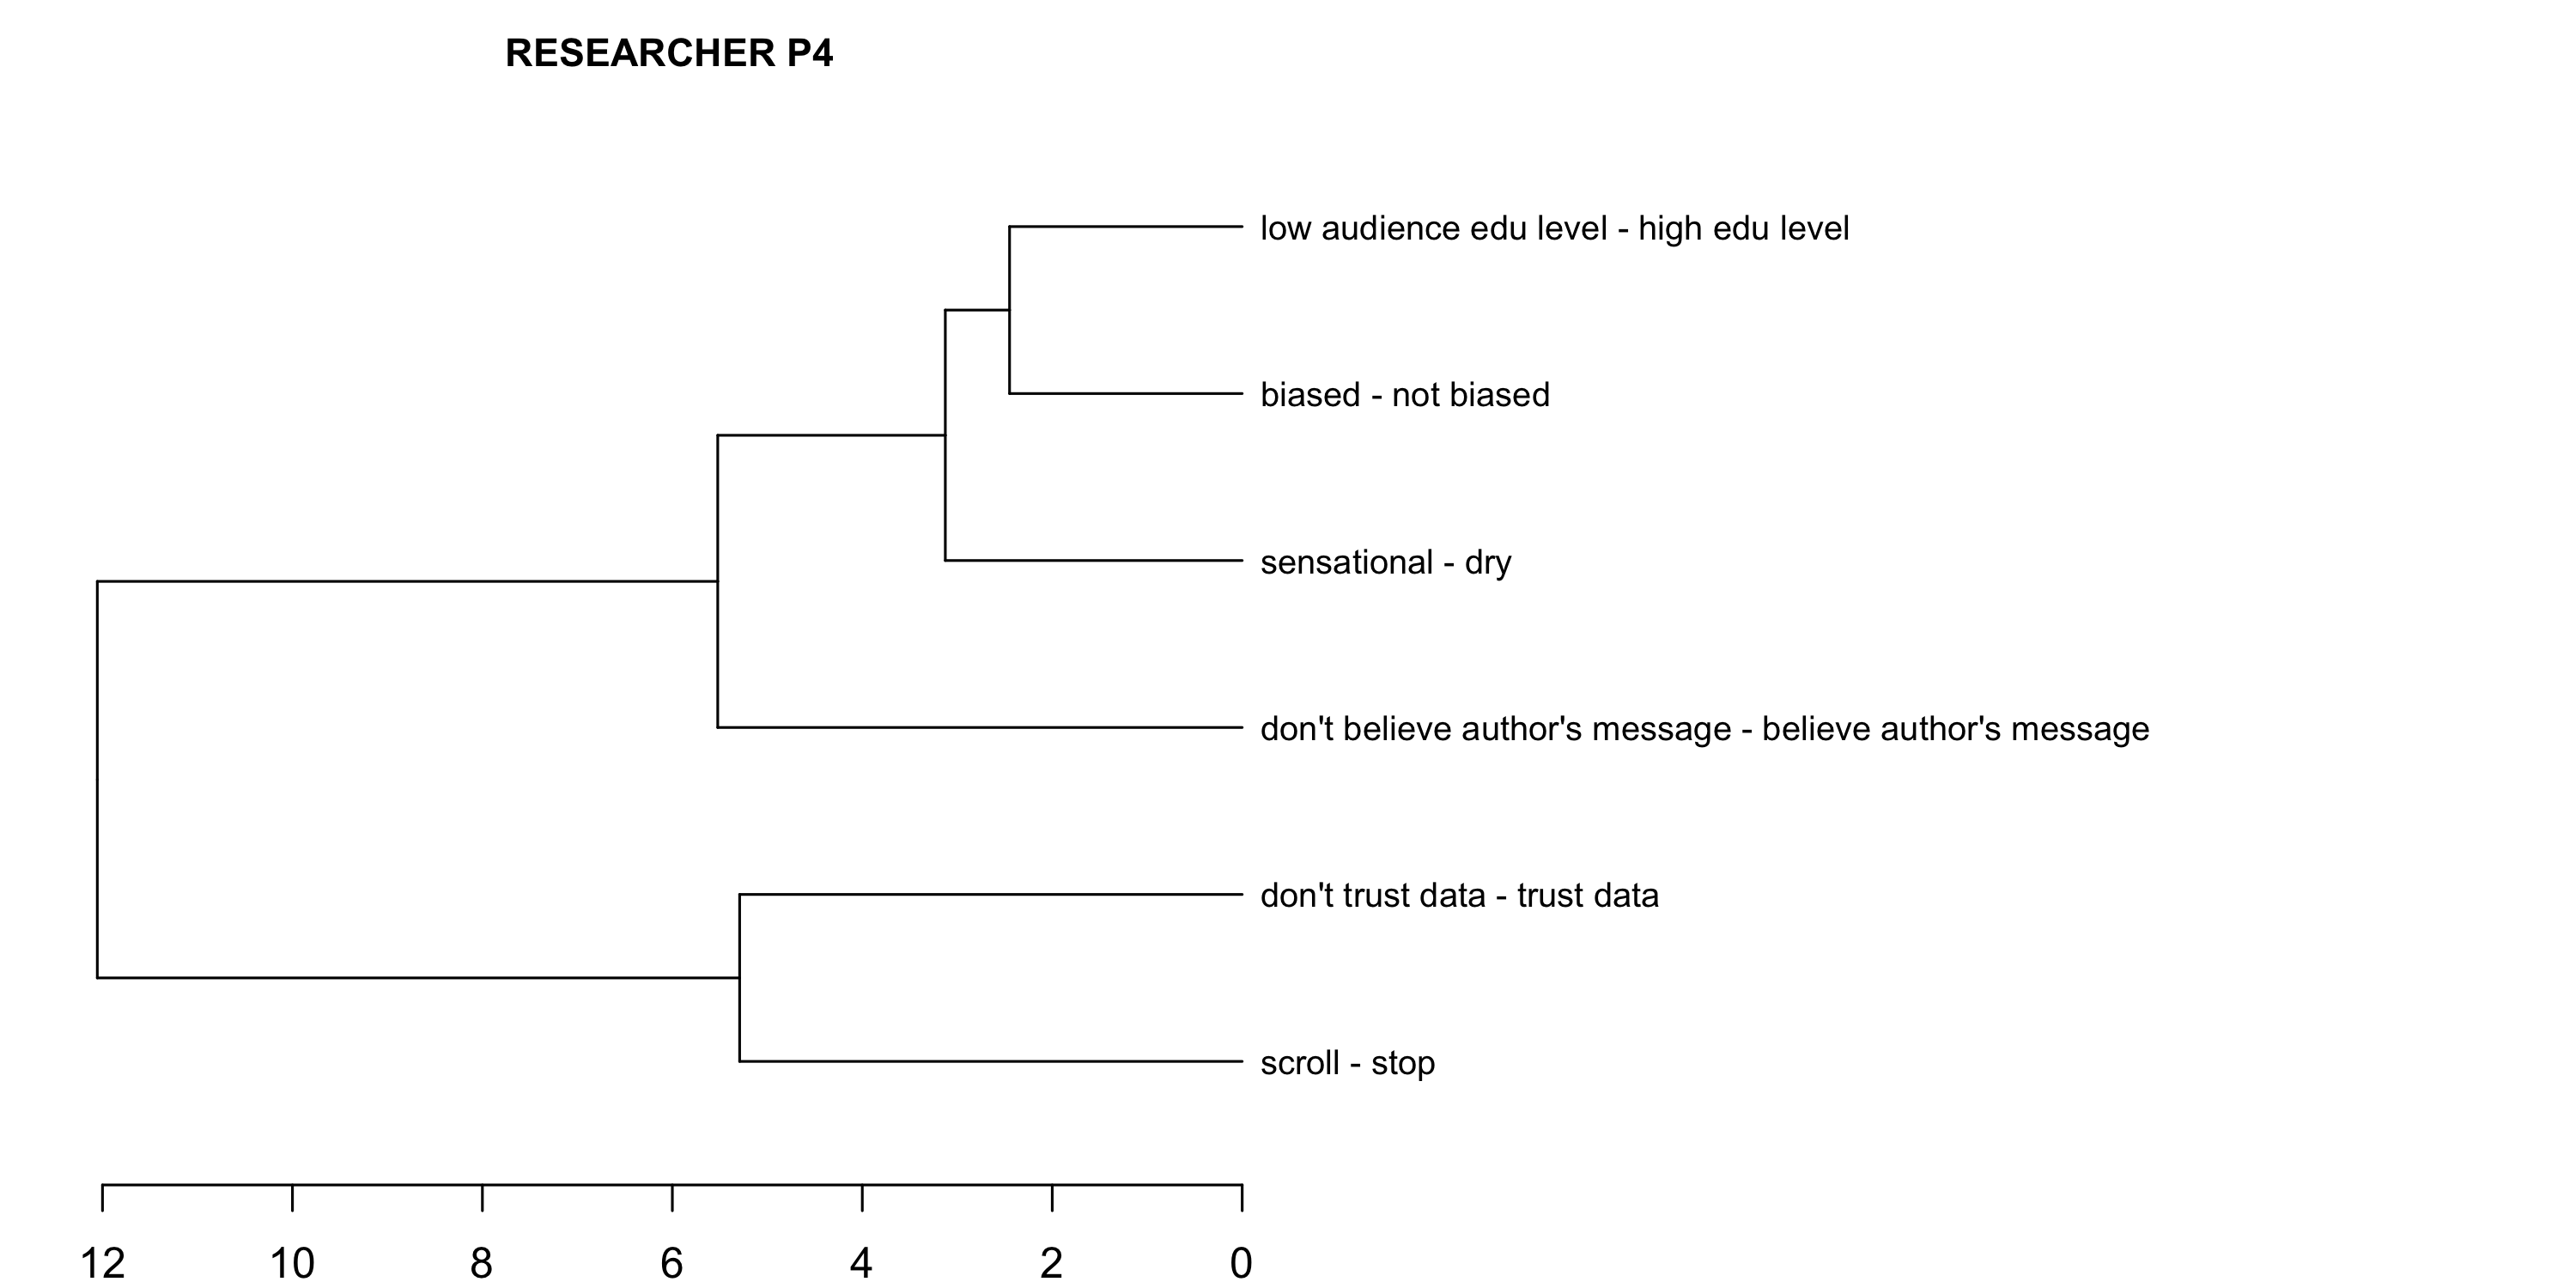 RESEARCHER P4
low audience edu level - high edu level
biased - not biased
sensational - dry
don't believe author's message - believe author's message
don't trust data - trust data
scroll - stop
12 10 8 6 4 2 0